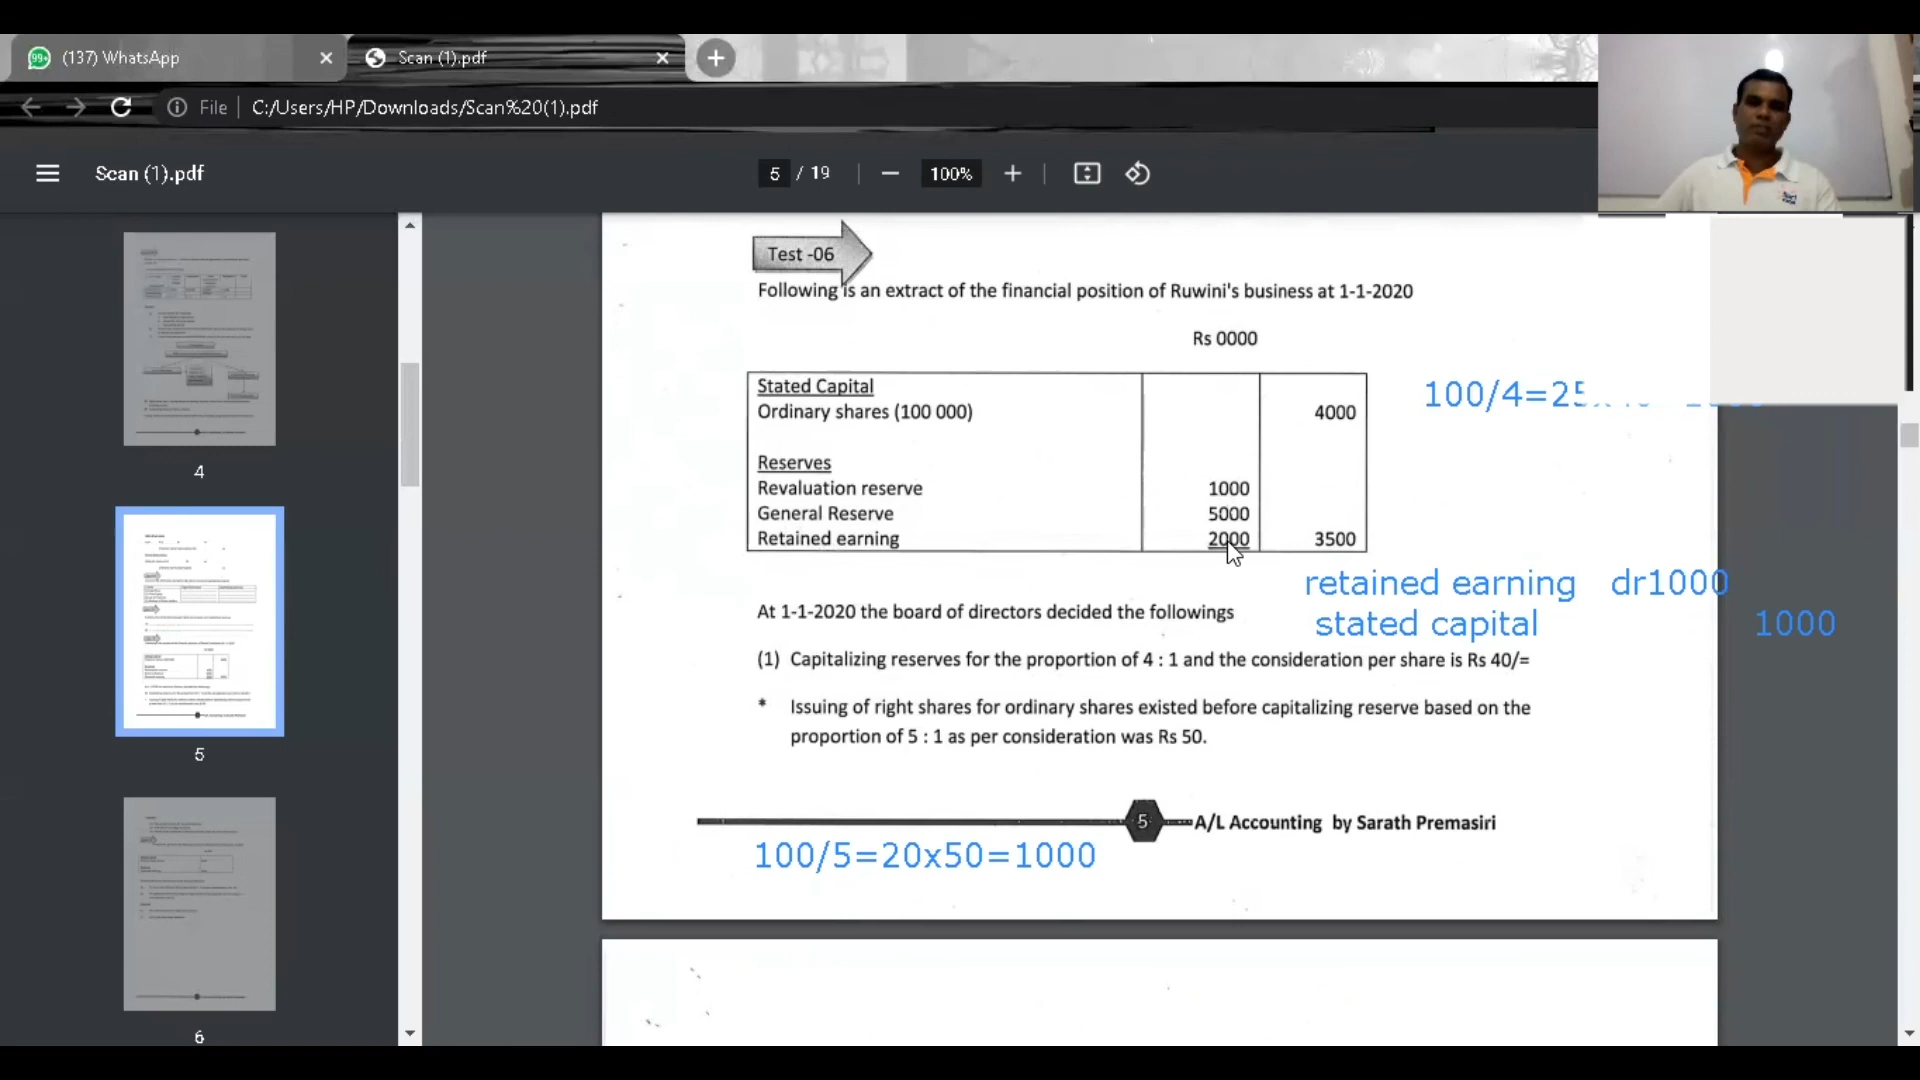 (137) WhatsApp
Scan (1).pdf
File
C:/Users/HP/Downloads/Scan%20(1).pdf
Scan (1).pdf
5 / 19
100%
4
5
6
Test -06
Following is an extract of the financial position of Ruwini's business at 1-1-2020
Rs 0000
Stated Capital
Ordinary shares (100 000) 4000
100/4=25
Reserves
Revaluation reserve 1000
General Reserve 5000
Retained earning 2000 3500
retained earning dr1000
stated capital 1000
At 1-1-2020 the board of directors decided the followings
(1) Capitalizing reserves for the proportion of 4 : 1 and the consideration per share is Rs 40/=
* Issuing of right shares for ordinary shares existed before capitalizing reserve based on the
proportion of 5 : 1 as per consideration was Rs 50.
5
A/L Accounting by Sarath Premasiri
100/5=20x50=1000